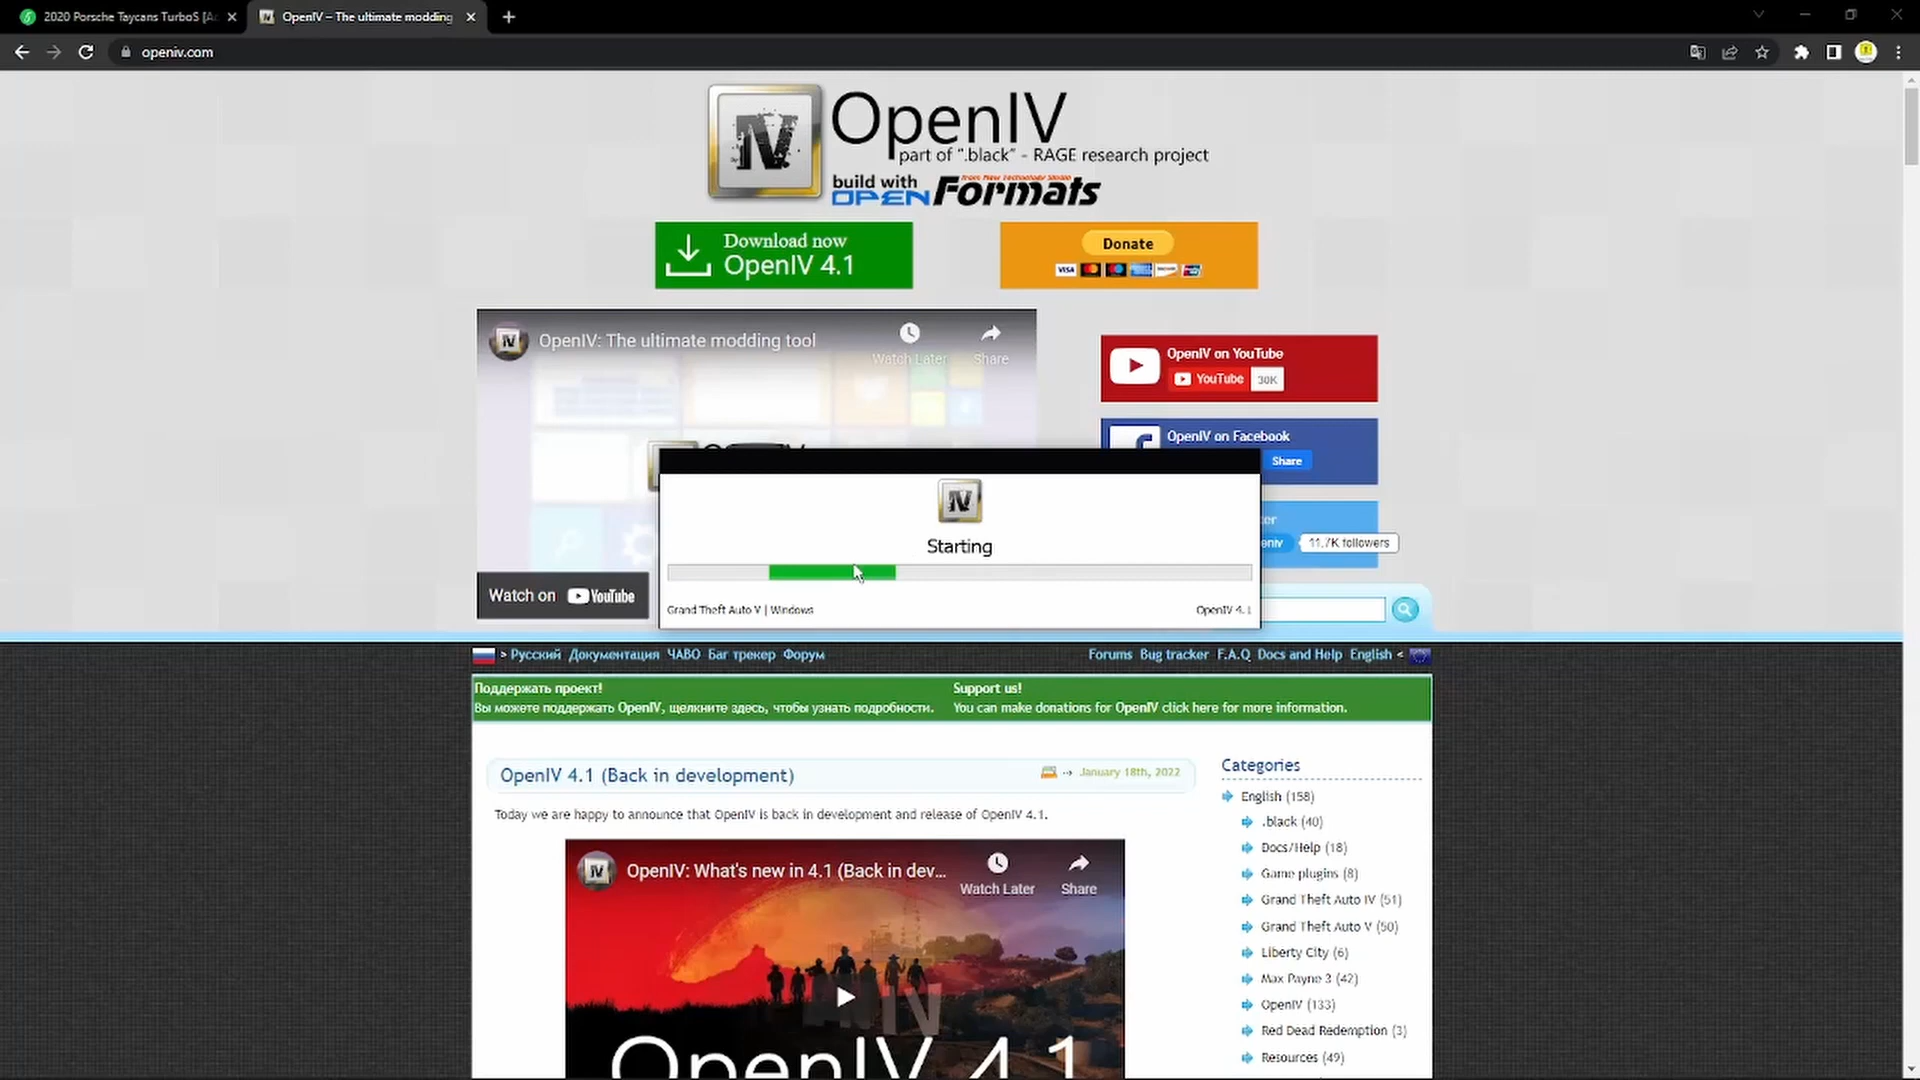 2020 Porsche Taycans TurboS [A
OpenIV – The ultimate modding
openiv.com
IV
OpenIV
part of ".black" - RAGE research project
build with
from New Technology Studio
OPEN Formats
Download now
OpenIV 4.1
Donate
VISA
OpenIV: The ultimate modding tool
Watch Later
Share
OpenIV on YouTube
YouTube
30K
OpenIV on Facebook
Share
11.7K followers
Starting
Grand Theft Auto V | Windows
OpenIV 4.1
Watch on YouTube
> Русский Документация ЧАВО Баг трекер Форум
Forums Bug tracker F.A.Q Docs and Help English <
Поддержать проект!
Вы можете поддержать OpenIV, щелкните здесь, чтобы узнать подробности.
Support us!
You can make donations for OpenIV click here for more information.
OpenIV 4.1 (Back in development)
January 18th, 2022
Today we are happy to announce that OpenIV is back in development and release of OpenIV 4.1.
OpenIV: What's new in 4.1 (Back in dev...
Watch Later
Share
OpenIV 4.1
Categories
English (158)
.black (40)
Docs/Help (18)
Game plugins (8)
Grand Theft Auto IV (51)
Grand Theft Auto V (50)
Liberty City (6)
Max Payne 3 (42)
OpenIV (133)
Red Dead Redemption (3)
Resources (49)